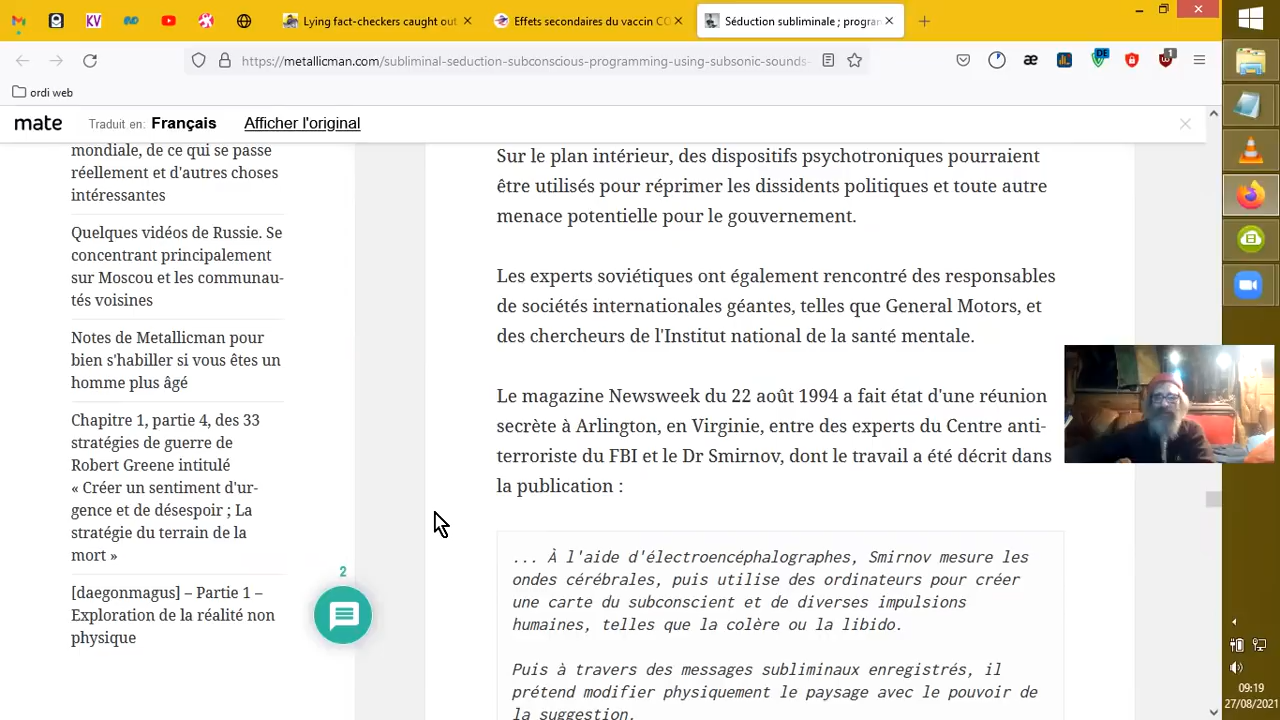 Lying fact-checkers caught out
Effets secondaires du vaccin CO
Séduction subliminale ; program
KV
https://metallicman.com/subliminal-seduction-subconscious-programming-using-subsonic-sounds-
æ
DE
1
ordi web
mate
Traduit en: Français
Afficher l'original
mondiale, de ce qui se passe
réellement et d'autres choses
intéressantes
Quelques vidéos de Russie. Se
concentrant principalement
sur Moscou et les communau-
tés voisines
Notes de Metallicman pour
bien s'habiller si vous êtes un
homme plus âgé
Chapitre 1, partie 4, des 33
stratégies de guerre de
Robert Greene intitulé
« Créer un sentiment d'ur-
gence et de désespoir ; La
stratégie du terrain de la
mort »
[daegonmagus] – Partie 1 –
Exploration de la réalité non
physique
2
Sur le plan intérieur, des dispositifs psychotroniques pourraient
être utilisés pour réprimer les dissidents politiques et toute autre
menace potentielle pour le gouvernement.
Les experts soviétiques ont également rencontré des responsables
de sociétés internationales géantes, telles que General Motors, et
des chercheurs de l'Institut national de la santé mentale.
Le magazine Newsweek du 22 août 1994 a fait état d'une réunion
secrète à Arlington, en Virginie, entre des experts du Centre anti-
terroriste du FBI et le Dr Smirnov, dont le travail a été décrit dans
la publication :
... À l'aide d'électroencéphalographes, Smirnov mesure les
ondes cérébrales, puis utilise des ordinateurs pour créer
une carte du subconscient et de diverses impulsions
humaines, telles que la colère ou la libido.
Puis à travers des messages subliminaux enregistrés, il
prétend modifier physiquement le paysage avec le pouvoir de
la suggestion.
09:19
27/08/2021